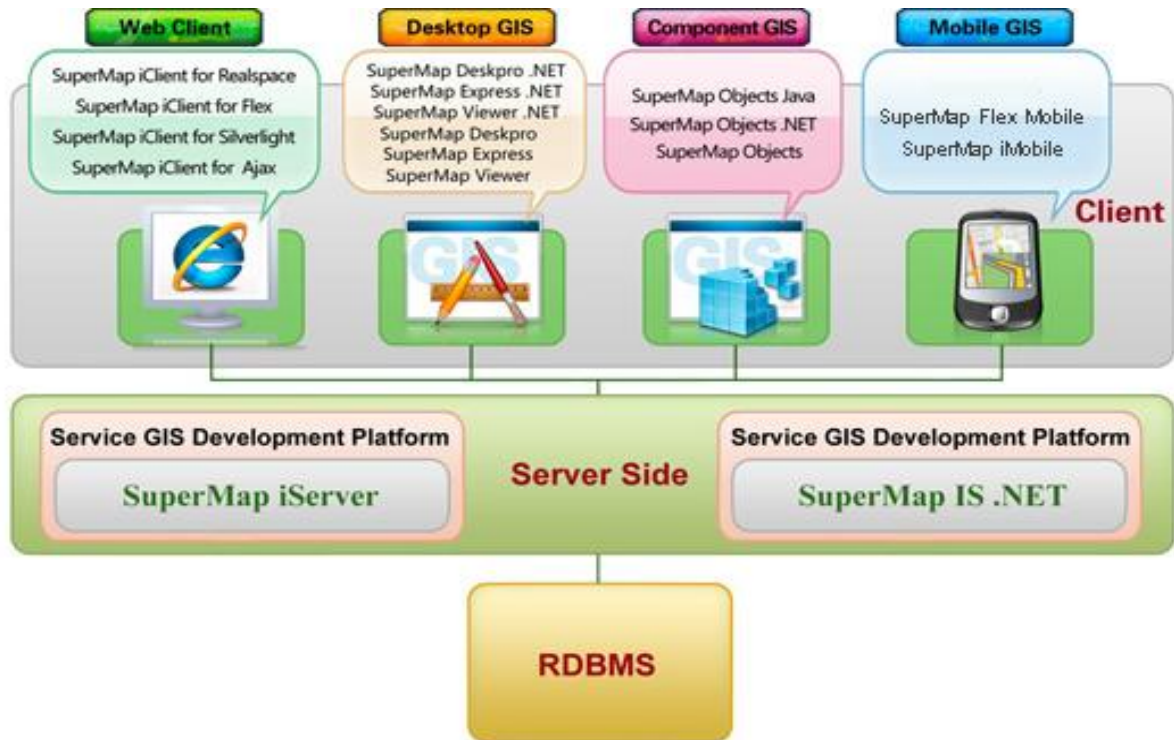 Web Client
Desktop GIS
Component GIS
Mobile GIS
SuperMap iClient for Realspace
SuperMap iClient for Flex
SuperMap iClient for Silverlight
SuperMap iClient for Ajax
SuperMap Deskpro .NET
SuperMap Express .NET
SuperMap Viewer .NET
SuperMap Deskpro
SuperMap Express
SuperMap Viewer
SuperMap Objects Java
SuperMap Objects .NET
SuperMap Objects
SuperMap Flex Mobile
SuperMap iMobile
Client
GIS
GIS
Service GIS Development Platform
SuperMap iServer
Server Side
Service GIS Development Platform
SuperMap IS .NET
RDBMS